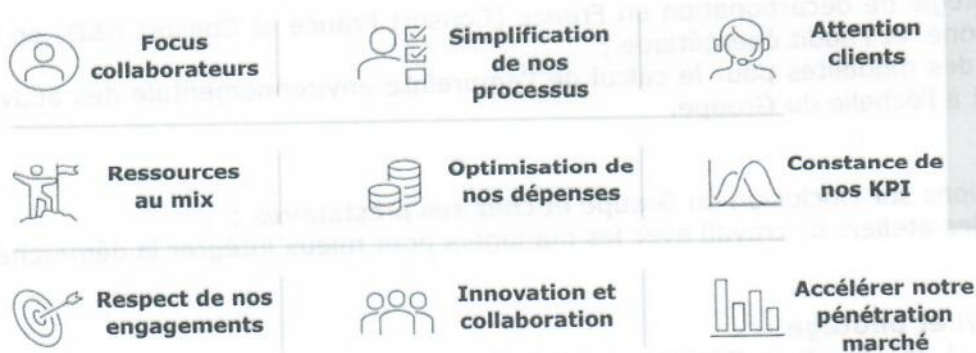 Focus
collaborateurs
Simplification
de nos
processus
Attention
clients
Ressources
au mix
Optimisation de
nos dépenses
Constance de
nos KPI
Respect de nos
engagements
Innovation et
collaboration
Accélérer notre
pénétration
marché